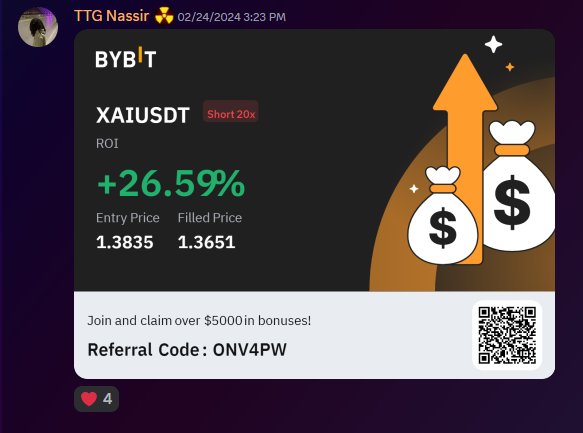 TTG Nassir ☢️ 02/24/2024 3:23 PM
BYBIT
XAIUSDT Short 20x
ROI
+26.59%
Entry Price Filled Price
1.3835 1.3651
$ $
Join and claim over $5000 in bonuses!
Referral Code: ONV4PW
❤️ 4